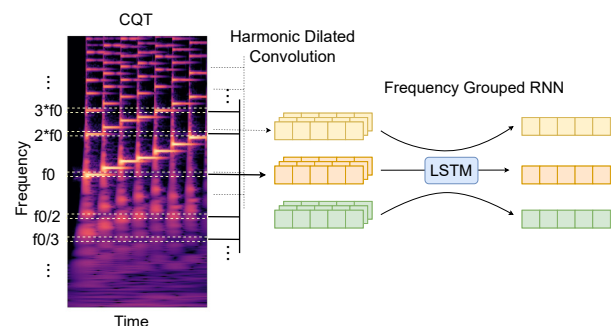 CQT
Harmonic Dilated
Convolution
Frequency Grouped RNN
Frequency
⋮
3*f0
2*f0
f0
f0/2
f0/3
⋮
⋮
LSTM
Time